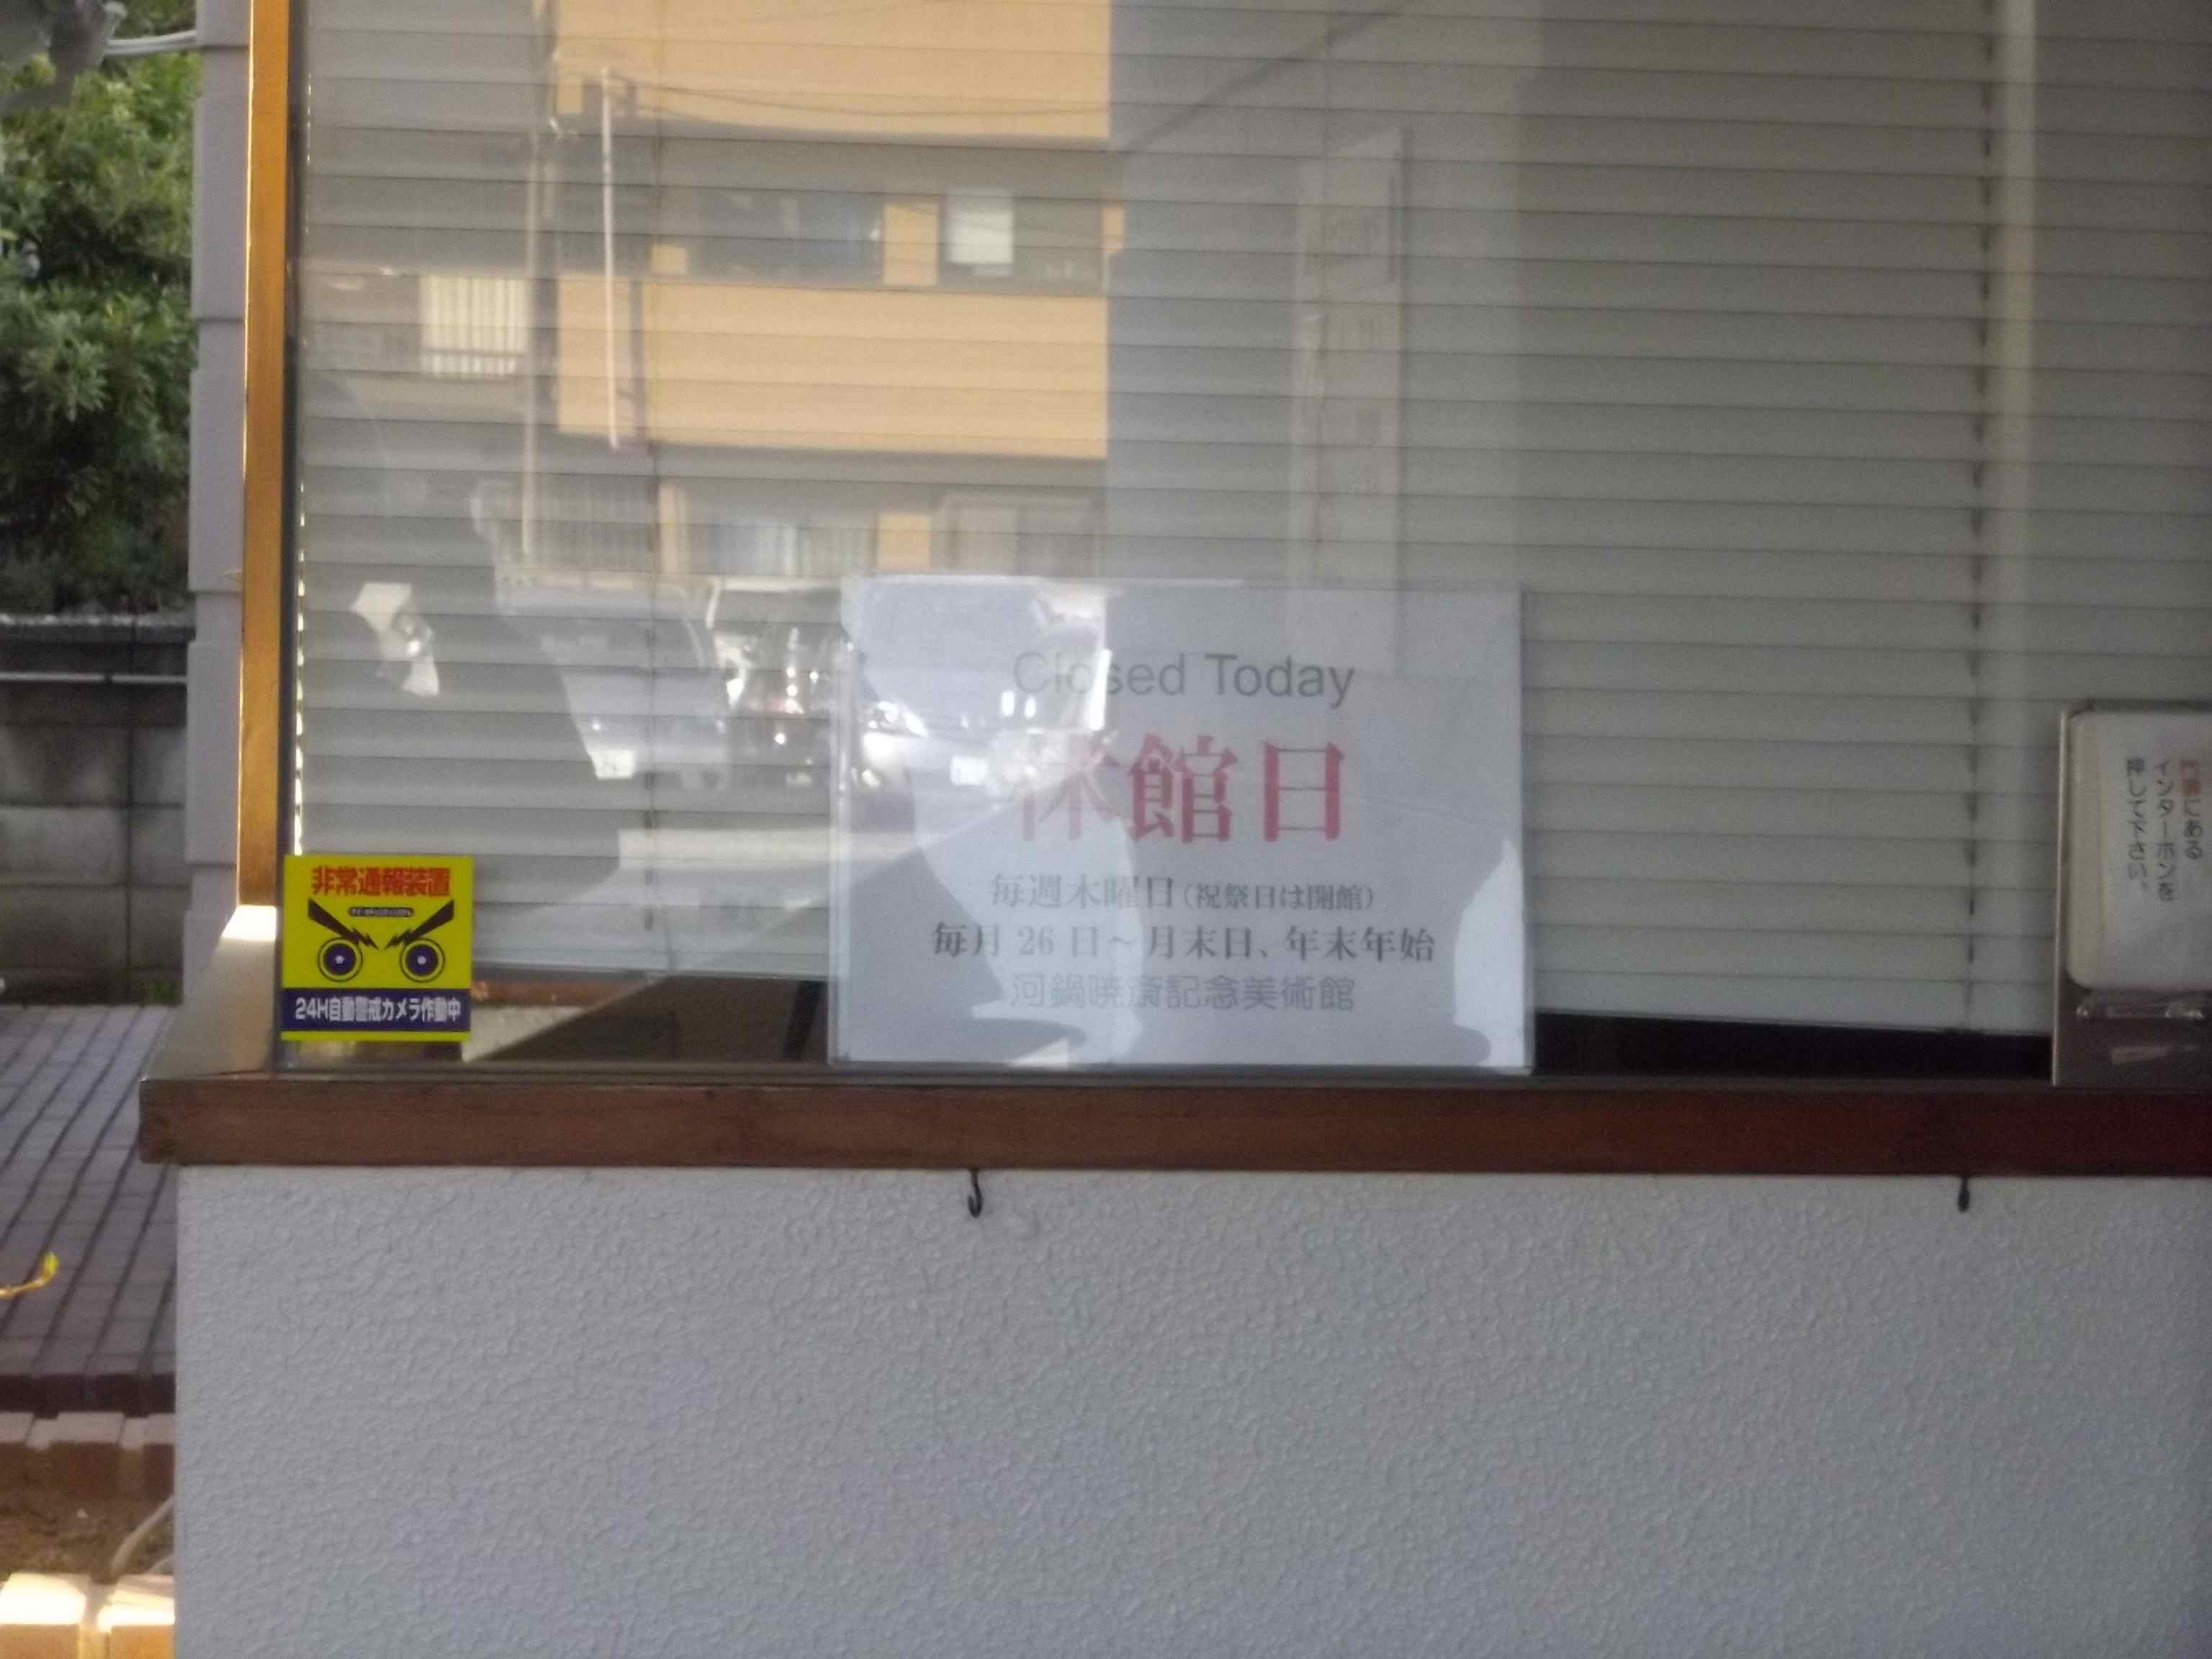 Closed Today
休館日
毎週木曜日(祝祭日は開館)
毎月 26 日～月末日、年末年始
河鍋暁斎記念美術館
非常通報装置
24H自動警戒カメラ作動中
にある
インターホンを
押して下さい。